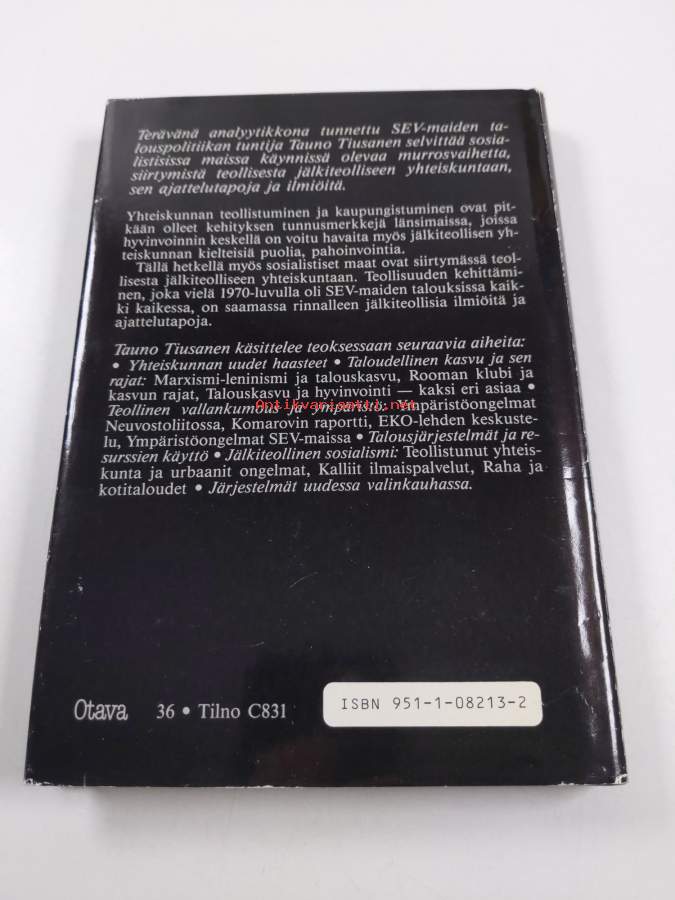 Terävänä analyytikkona tunnettu SEV-maiden ta-
louspolitiikan tuntija Tauno Tiusanen selvittää sosia-
listisissa maissa käynnissä olevaa murrosvaihetta,
siirtymistä teollisesta jälkiteolliseen yhteiskuntaan,
sen ajattelutapoja ja ilmiöitä.
Yhteiskunnan teollistuminen ja kaupungistuminen ovat pit-
kään olleet kehityksen tunnusmerkkejä länsimaissa, joissa
hyvinvoinnin keskellä on voitu havaita myös jälkiteollisen yh-
teiskunnan kielteisiä puolia, pahoinvointia.
Tällä hetkellä myös sosialistiset maat ovat siirtymässä teol-
lisesta jälkiteolliseen yhteiskuntaan. Teollisuuden kehittämi-
nen, joka vielä 1970-luvulla oli SEV-maiden talouksissa kaik-
ki kaikessa, on saamassa rinnalleen jälkiteollisia ilmiöitä ja
ajattelutapoja.
Tauno Tiusanen käsittelee teoksessaan seuraavia aiheita:
• Yhteiskunnan uudet haasteet • Taloudellinen kasvu ja sen
rajat: Marxismi-leninismi ja talouskasvu, Rooman klubi ja
kasvun rajat, Talouskasvu ja hyvinvointi — kaksi eri asiaa •
Teollinen vallankumous ja ympäristö: Ympäristöongelmat
Neuvostoliitossa, Komarovin raportti, EKO-lehden keskuste-
lu, Ympäristöongelmat SEV-maissa • Talousjärjestelmät ja re-
surssien käyttö • Jälkiteollinen sosialismi: Teollistunut yhteis-
kunta ja urbaanit ongelmat, Kalliit ilmaispalvelut, Raha ja
kotitaloudet • Järjestelmät uudessa valinkauhassa.
Antikvariaatti.net
Otava 36 • Tilno C831
ISBN 951-1-08213-2